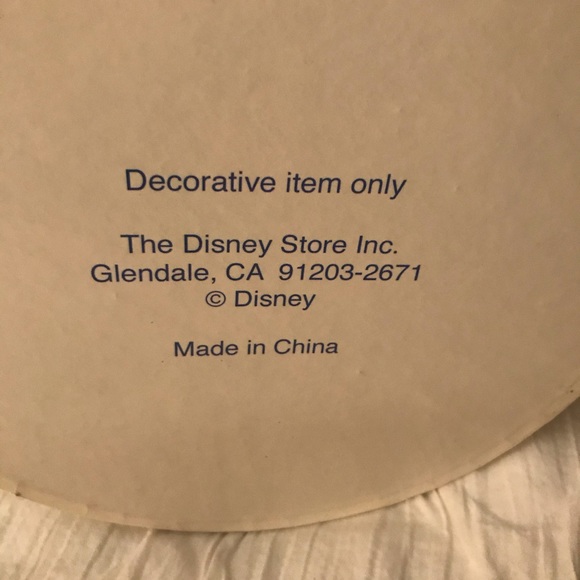 Decorative item only
The Disney Store Inc.
Glendale, CA 91203-2671
© Disney
Made in China